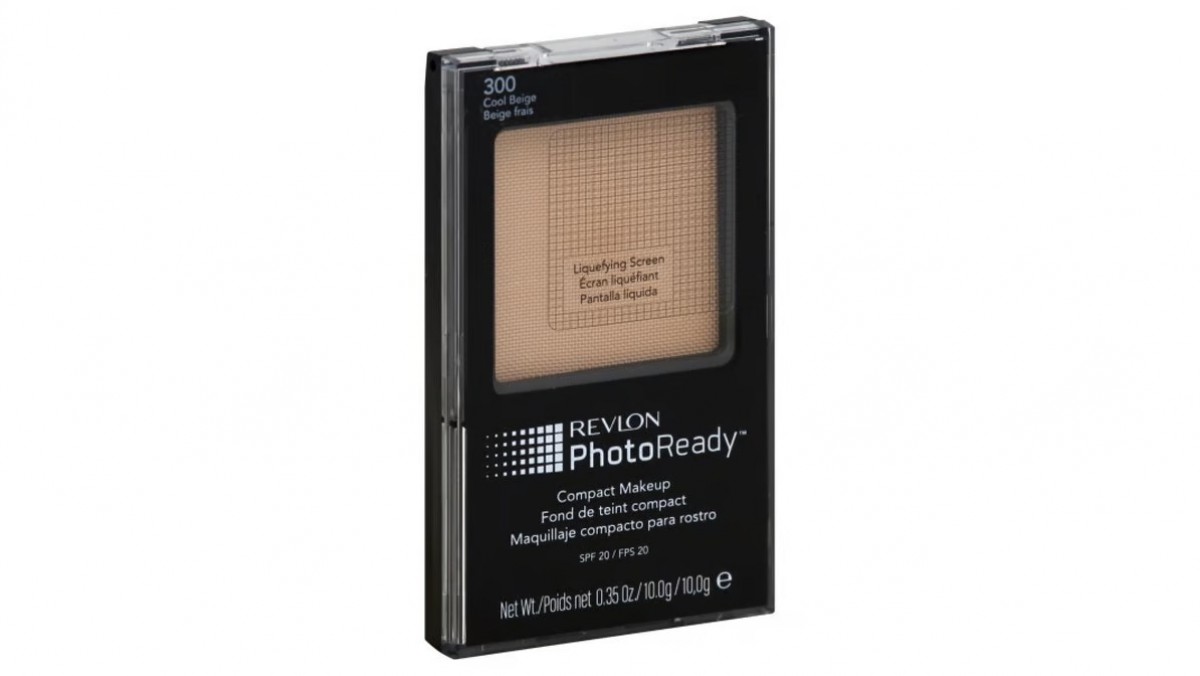 300
Cool Beige
Beige frais
Liquefying Screen
Écran liquéfiant
Pantalla líquida
REVLON
PhotoReady™
Compact Makeup
Fond de teint compact
Maquillaje compacto para rostro
SPF 20 / FPS 20
Net Wt./Poids net 0.35 Oz./10.0g/10,0g e